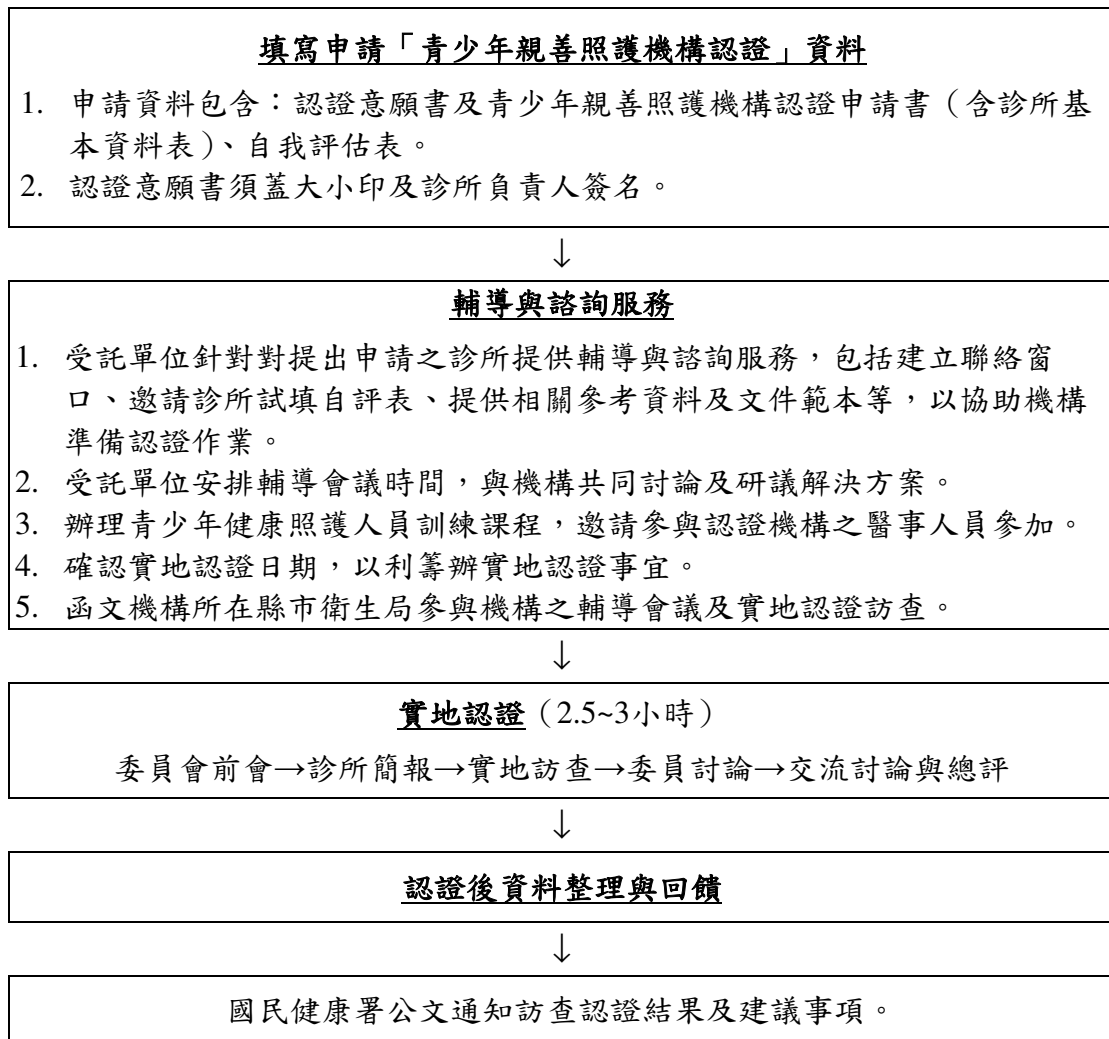 填寫申請「青少年親善照護機構認證」資料
1. 申請資料包含：認證意願書及青少年親善照護機構認證申請書（含診所基
本資料表）、自我評估表。
2. 認證意願書須蓋大小印及診所負責人簽名。
↓
輔導與諮詢服務
1. 受託單位針對對提出申請之診所提供輔導與諮詢服務，包括建立聯絡窗
口、邀請診所試填自評表、提供相關參考資料及文件範本等，以協助機構
準備認證作業。
2. 受託單位安排輔導會議時間，與機構共同討論及研議解決方案。
3. 辦理青少年健康照護人員訓練課程，邀請參與認證機構之醫事人員參加。
4. 確認實地認證日期，以利籌辦實地認證事宜。
5. 函文機構所在縣市衛生局參與機構之輔導會議及實地認證訪查。
↓
實地認證（2.5~3小時）
委員會前會→診所簡報→實地訪查→委員討論→交流討論與總評
↓
認證後資料整理與回饋
↓
國民健康署公文通知訪查認證結果及建議事項。